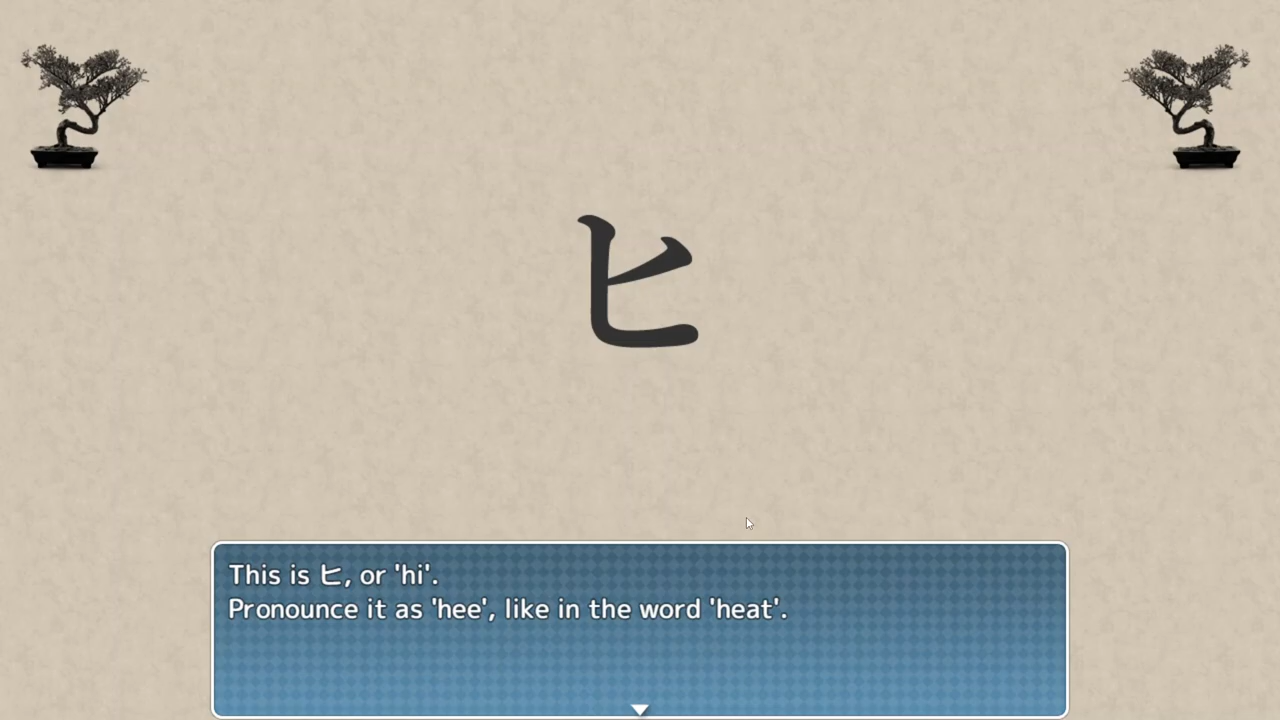 ヒ
This is ヒ, or 'hi'.
Pronounce it as 'hee', like in the word 'heat'.